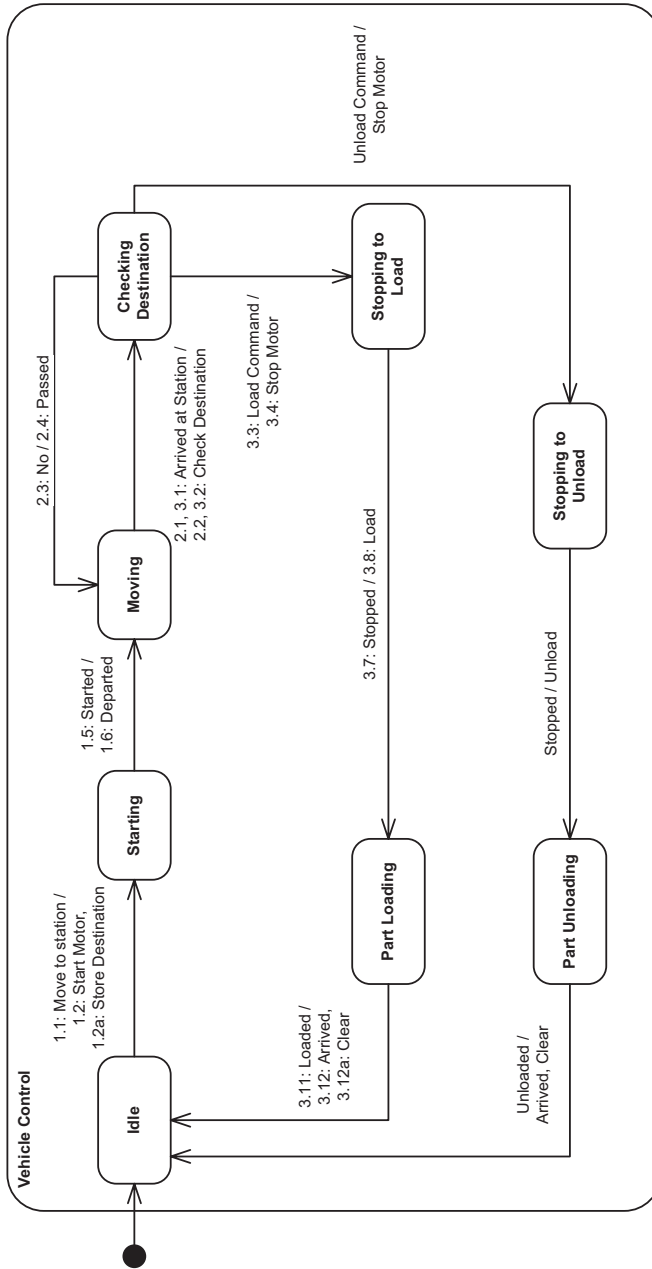 Vehicle Control
Idle
1.1: Move to station /
1.2: Start Motor,
1.2a: Store Destination
Starting
1.5: Started /
1.6: Departed
Moving
2.3: No / 2.4: Passed
2.1, 3.1: Arrived at Station /
2.2, 3.2: Check Destination
Checking
Destination
3.3: Load Command /
3.4: Stop Motor
Unload Command /
Stop Motor
Stopping to
Load
3.7: Stopped / 3.8: Load
Part Loading
3.11: Loaded /
3.12: Arrived,
3.12a: Clear
Stopping to
Unload
Stopped / Unload
Part Unloading
Unloaded /
Arrived, Clear